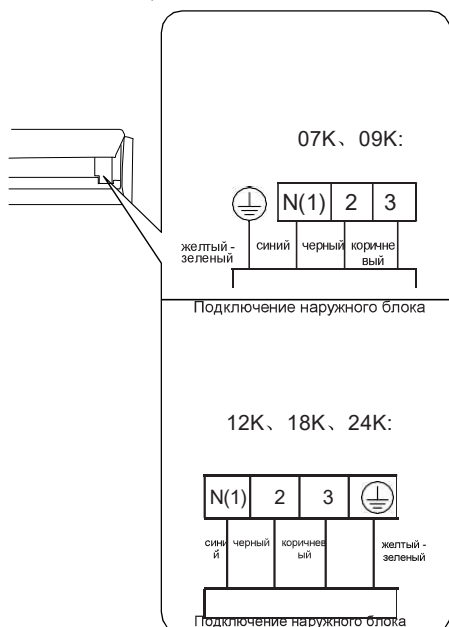 07K、09K:
N(1) 2 3
желтый -
зеленый
синий
черный
коричне
вый
Подключение наружного блока
12K、18K、24K:
N(1) 2 3
сини
й
черный
коричнев
ый
желтый -
зеленый
Подключение наружного блока